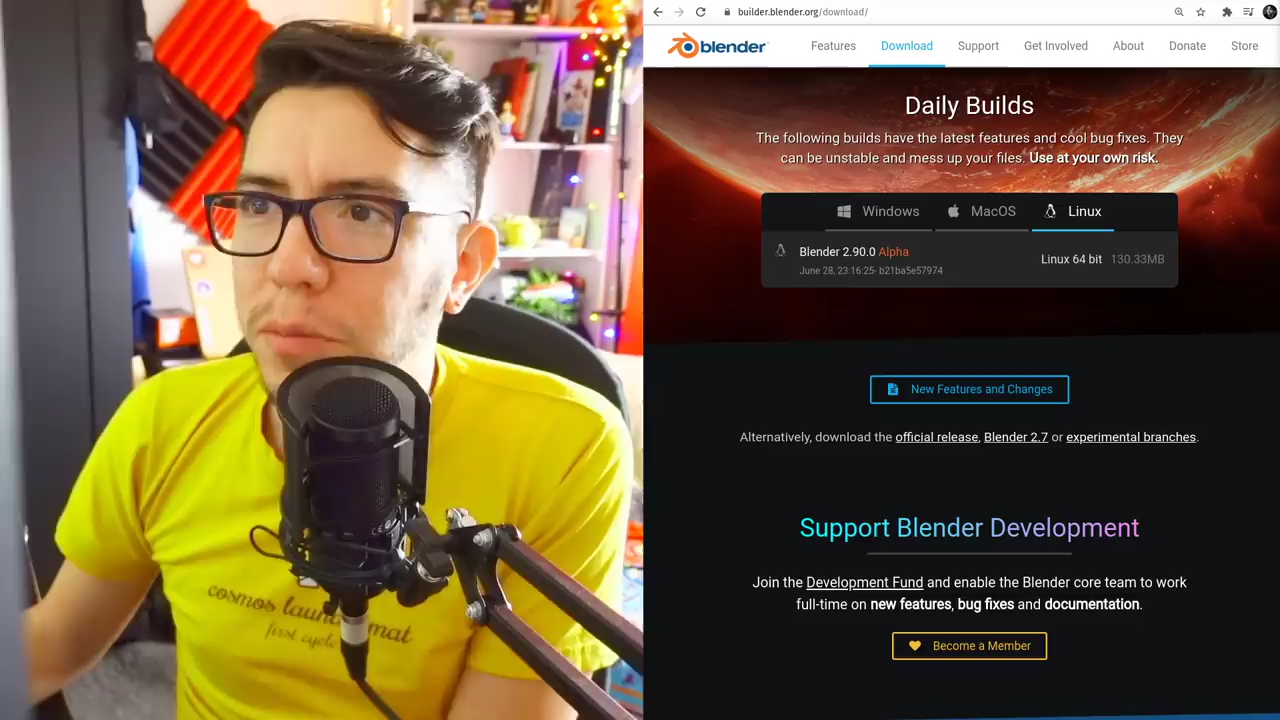 builder.blender.org/download/
blender
Features
Download
Support
Get Involved
About
Donate
Store
Daily Builds
The following builds have the latest features and cool bug fixes. They
can be unstable and mess up your files. Use at your own risk.
Windows
MacOS
Linux
Blender 2.90.0 Alpha
June 28, 23:16:25- b21ba5e57974
Linux 64 bit 130.33MB
New Features and Changes
Alternatively, download the official release, Blender 2.7 or experimental branches.
Support Blender Development
Join the Development Fund and enable the Blender core team to work
full-time on new features, bug fixes and documentation.
Become a Member
CE
cosmos
first cycle